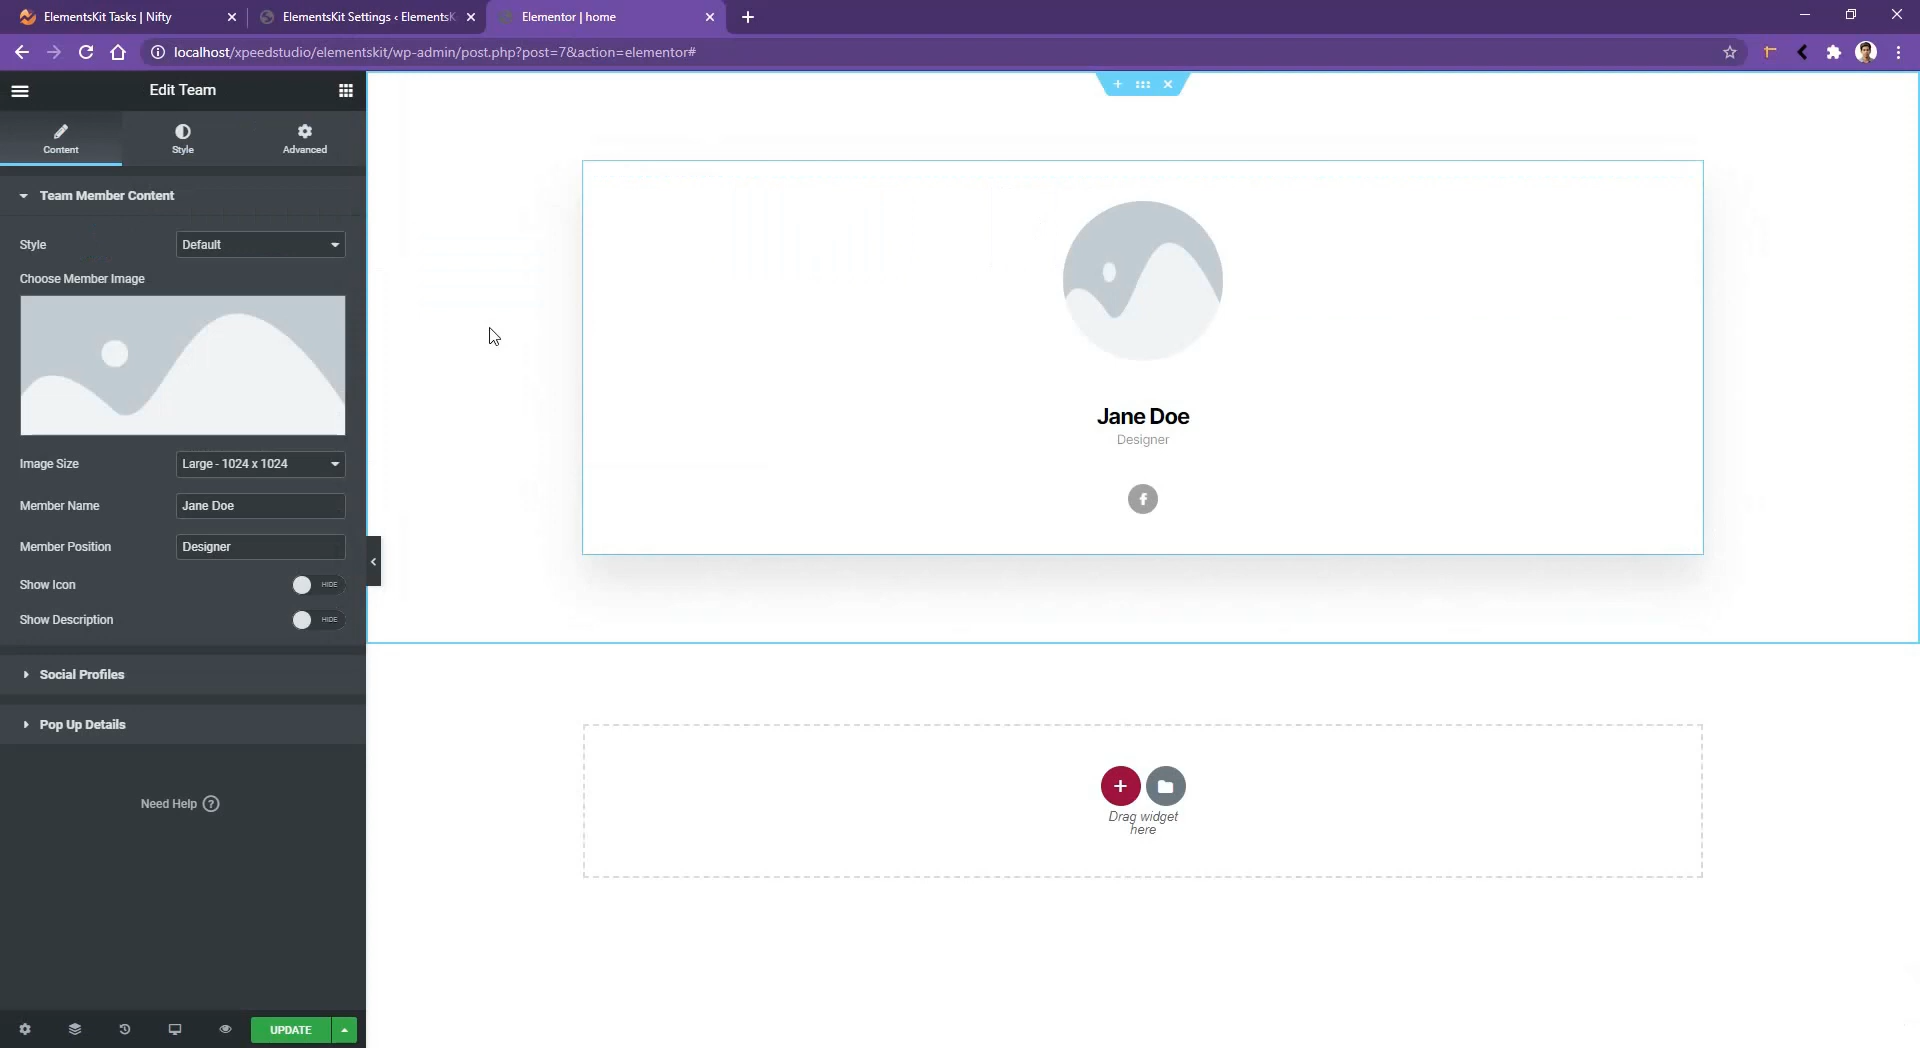 ElementsKit Tasks | Nifty
ElementsKit Settings ‹ ElementsK
Elementor | home
localhost/xpeedstudio/elementskit/wp-admin/post.php?post=7&action=elementor#
Edit Team
Content
Style
Advanced
Team Member Content
Style
Default
Choose Member Image
Image Size
Large - 1024 x 1024
Member Name
Jane Doe
Member Position
Designer
Show Icon
HIDE
Show Description
HIDE
Social Profiles
Pop Up Details
Need Help
UPDATE
Jane Doe
Designer
Drag widget
here